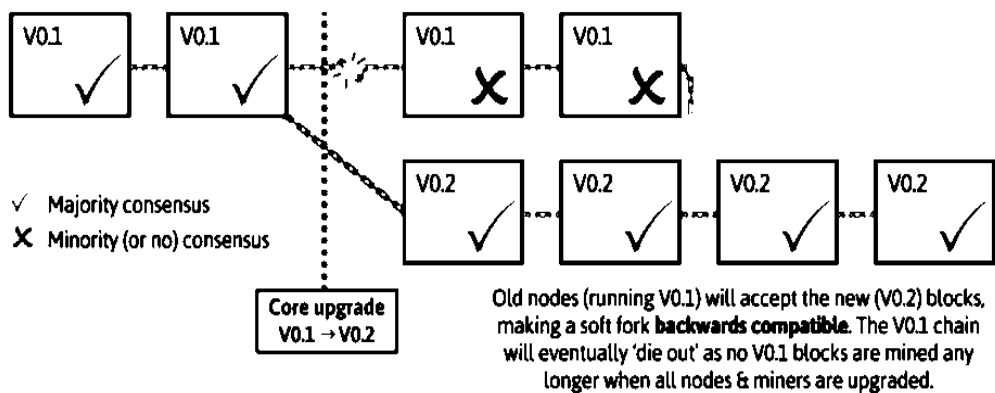 V0.1
V0.1
V0.1
V0.1
V0.2
V0.2
V0.2
V0.2
✓ Majority consensus
X Minority (or no) consensus
Core upgrade
V0.1 → V0.2
Old nodes (running V0.1) will accept the new (V0.2) blocks,
making a soft fork backwards compatible. The V0.1 chain
will eventually 'die out' as no V0.1 blocks are mined any
longer when all nodes & miners are upgraded.